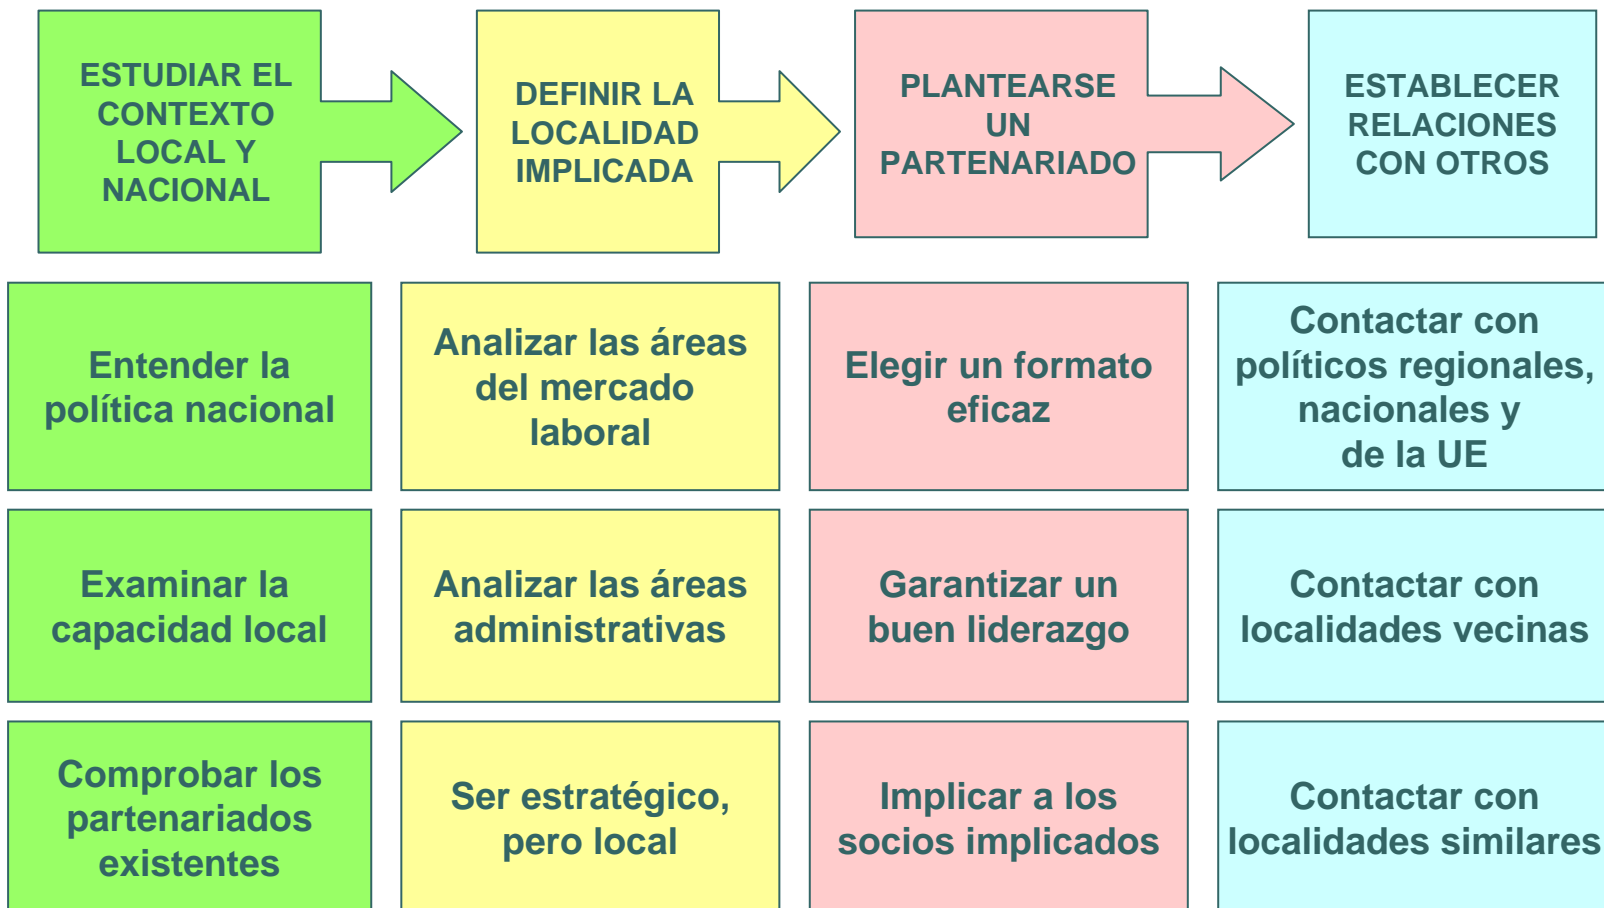 ESTUDIAR EL
CONTEXTO
LOCAL Y
NACIONAL
DEFINIR LA
LOCALIDAD
IMPLICADA
PLANTEARSE
UN
PARTENARIADO
ESTABLECER
RELACIONES
CON OTROS
Entender la
política nacional
Analizar las áreas
del mercado
laboral
Elegir un formato
eficaz
Contactar con
políticos regionales,
nacionales y
de la UE
Examinar la
capacidad local
Analizar las áreas
administrativas
Garantizar un
buen liderazgo
Contactar con
localidades vecinas
Comprobar los
partenariados
existentes
Ser estratégico,
pero local
Implicar a los
socios implicados
Contactar con
localidades similares